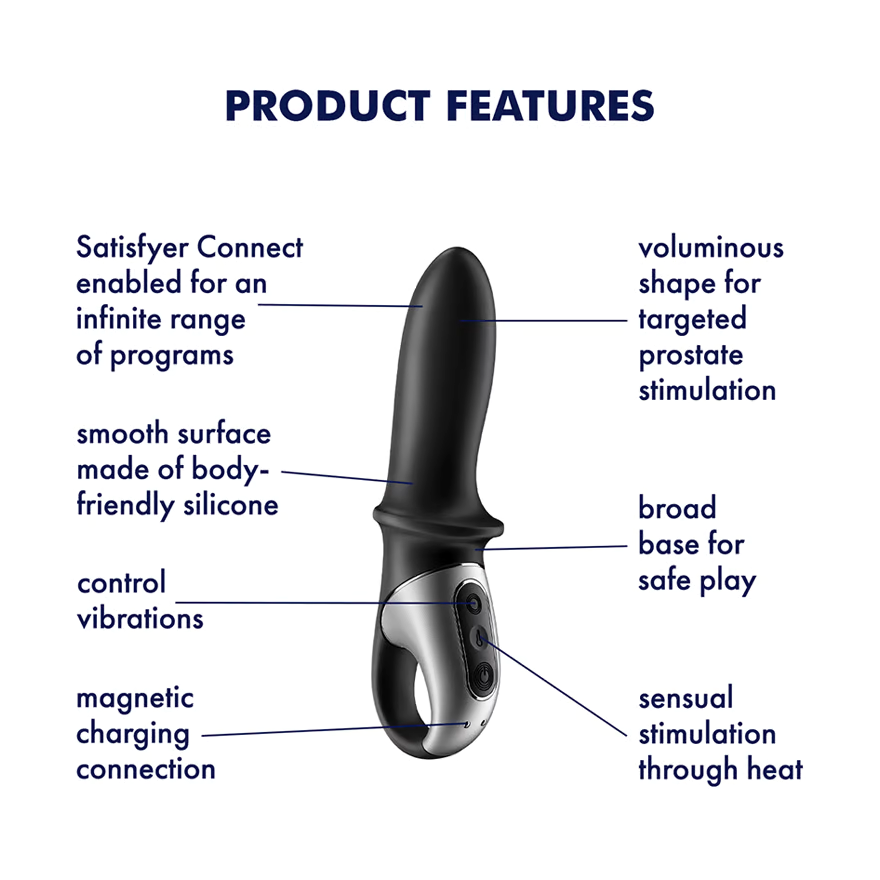 PRODUCT FEATURES
Satisfyer Connect
enabled for an
infinite range
of programs
smooth surface
made of body-
friendly silicone
control
vibrations
magnetic
charging
connection
voluminous
shape for
targeted
prostate
stimulation
broad
base for
safe play
sensual
stimulation
through heat